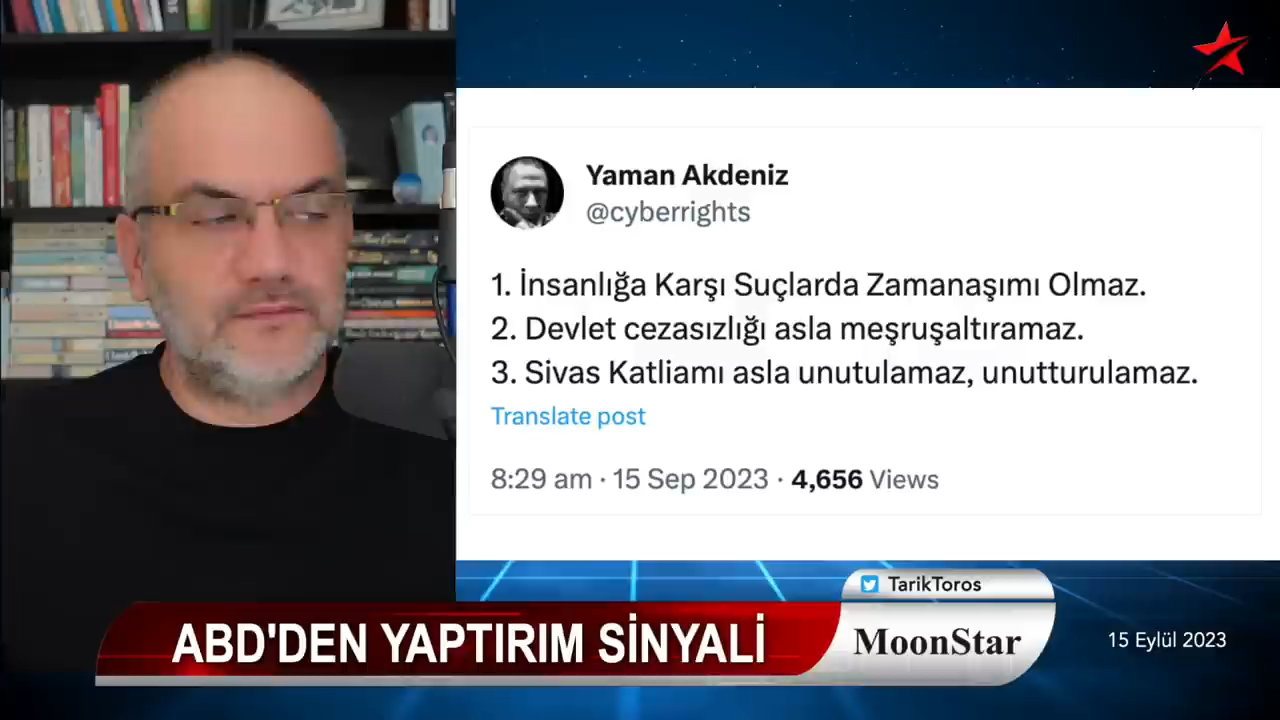 Yaman Akdeniz
@cyberrights
1. İnsanlığa Karşı Suçlarda Zamanaşımı Olmaz.
2. Devlet cezasızlığı asla meşruşaltıramaz.
3. Sivas Katliamı asla unutulamaz, unutturulamaz.
Translate post
8:29 am · 15 Sep 2023 · 4,656 Views
TarikToros
ABD'DEN YAPTIRIM SİNYALİ
MoonStar
15 Eylül 2023